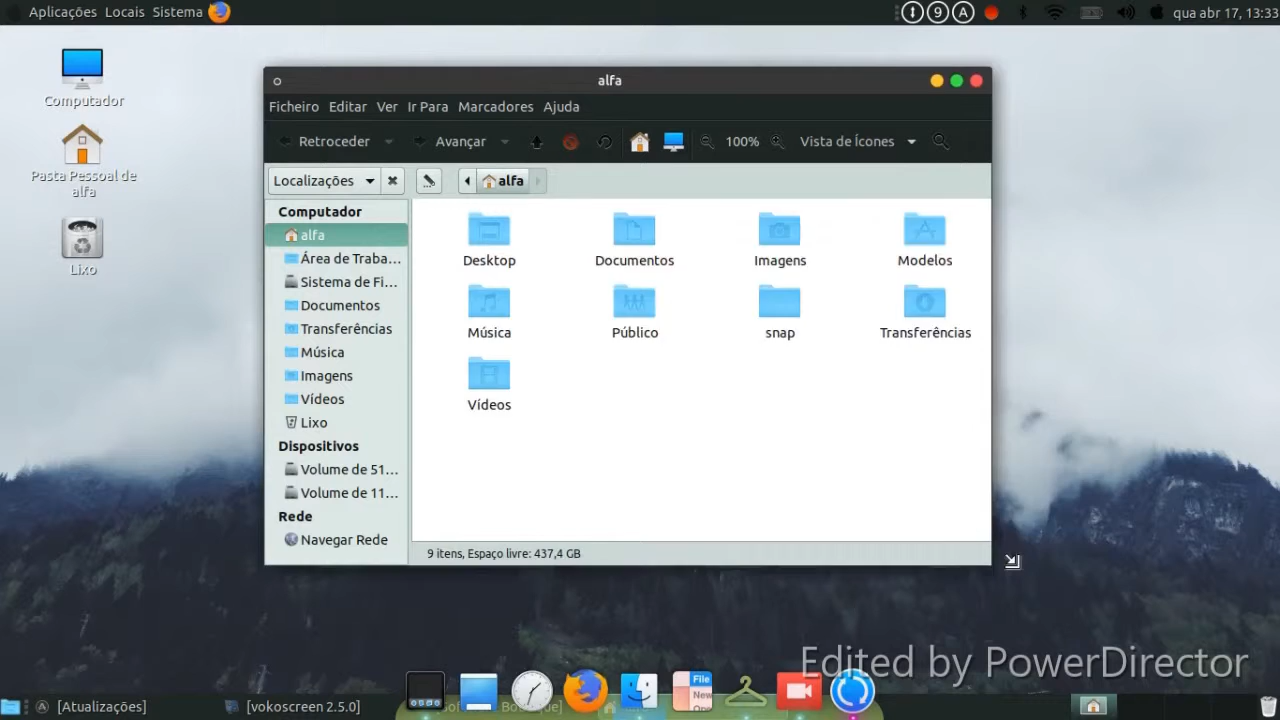 Aplicações Locais Sistema
9 A qua abr 17, 13:33
Computador
Pasta Pessoal de
alfa
Lixo
alfa
Ficheiro Editar Ver Ir Para Marcadores Ajuda
Retroceder Avançar 100% Vista de Ícones
Localizações alfa
Computador
alfa
Área de Traba...
Sistema de Fi...
Documentos
Transferências
Música
Imagens
Vídeos
Lixo
Dispositivos
Volume de 51...
Volume de 11...
Rede
Navegar Rede
Desktop Documentos Imagens Modelos
Música Público snap Transferências
Vídeos
9 itens, Espaço livre: 437,4 GB
Edited by PowerDirector
File
New
[Atualizações] [vokoscreen 2.5.0]